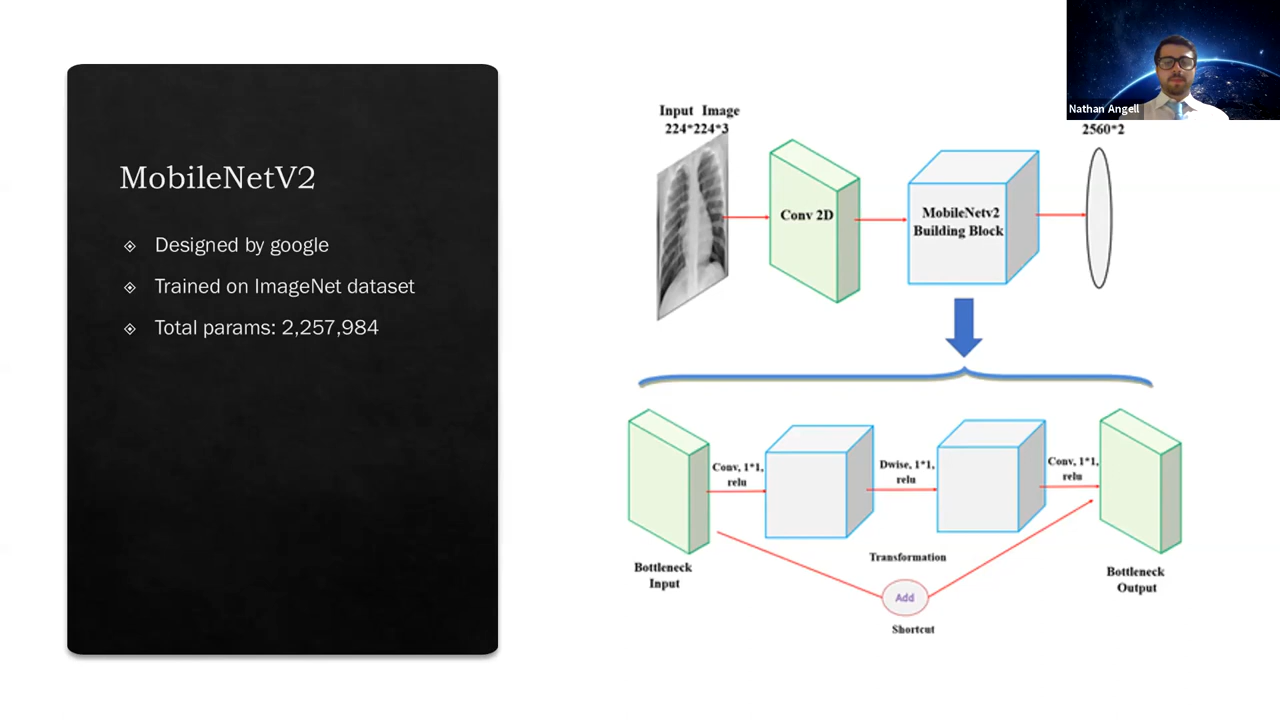 MobileNetV2
Designed by google
Trained on ImageNet dataset
Total params: 2,257,984
Nathan Angell
Input Image
224*224*3
2560*2
Conv 2D
MobileNetv2
Building Block
Conv, 1*1,
relu
Dwise, 1*1,
relu
Conv, 1*1,
relu
Transformation
Bottleneck
Input
Add
Shortcut
Bottleneck
Output